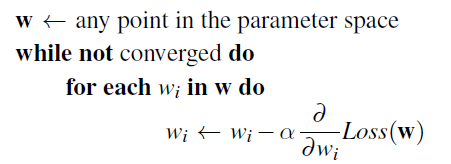 w ← any point in the parameter space
while not converged do
for each wᵢ in w do
wᵢ ← wᵢ − α ∂/∂wᵢ Loss(w)